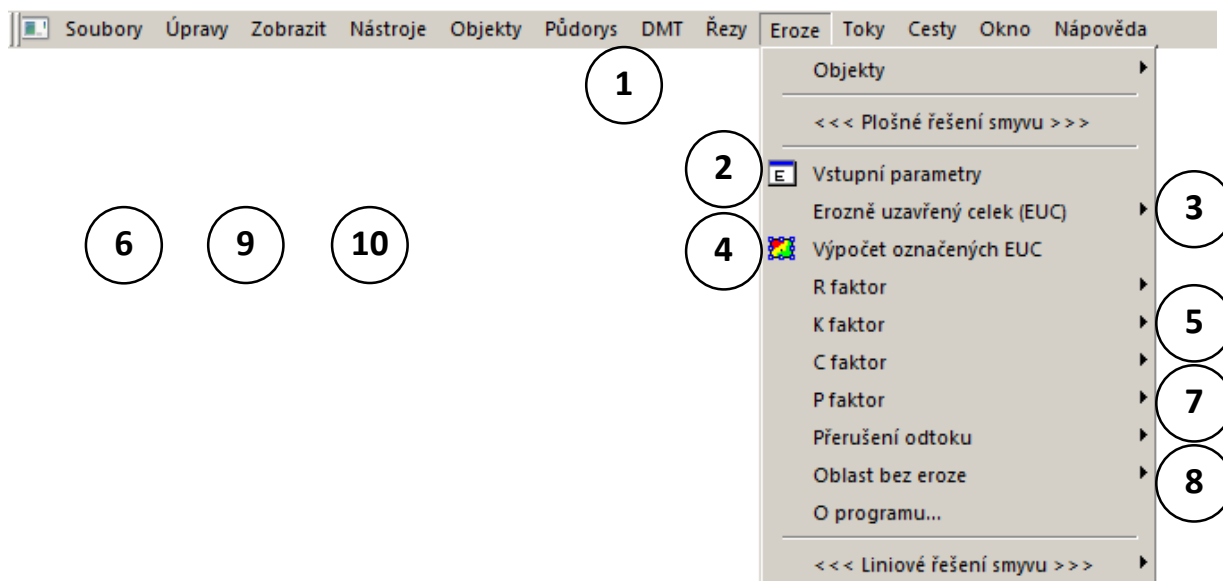 Soubory Úpravy Zobrazit Nástroje Objekty Půdorys DMT Řezy Eroze Toky Cesty Okno Nápověda
1
Objekty
<<< Plošné řešení smyvu >>>
2 E Vstupní parametry
Erozně uzavřený celek (EUC) 3
6 9 10 4 Výpočet označených EUC
R faktor
K faktor 5
C faktor
P faktor 7
Přerušení odtoku
Oblast bez eroze 8
O programu...
<<< Liniové řešení smyvu >>>